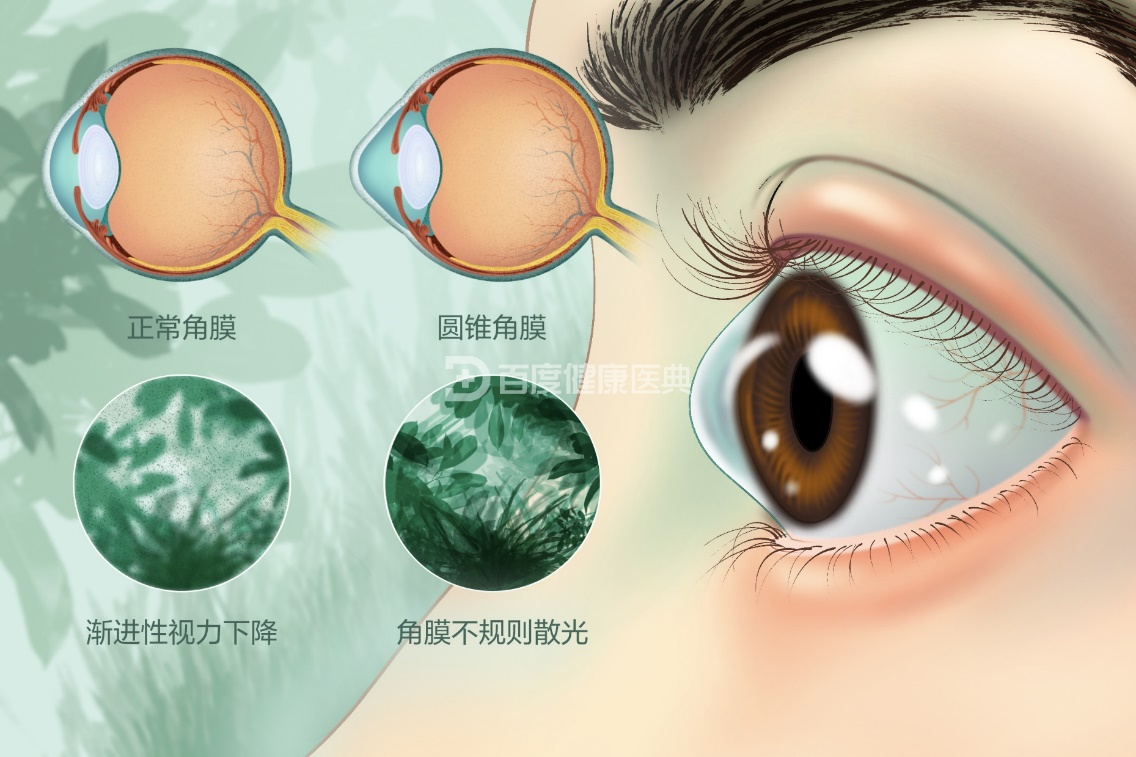 正常角膜
圆锥角膜
百度健康医典
渐进性视力下降
角膜不规则散光